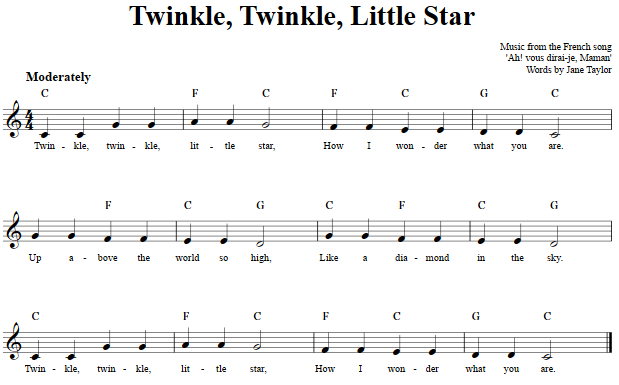 Twinkle, Twinkle, Little Star
Music from the French song
'Ah! vous dirai-je, Maman'
Words by Jane Taylor
Moderately
C F C F C G C
4
4
Twin - kle, twin - kle, lit - tle star, How I won - der what you are.
F C G C F C G
Up a - bove the world so high, Like a dia - mond in the sky.
C F C F C G C
Twin - kle, twin - kle, lit - tle star, How I won - der what you are.